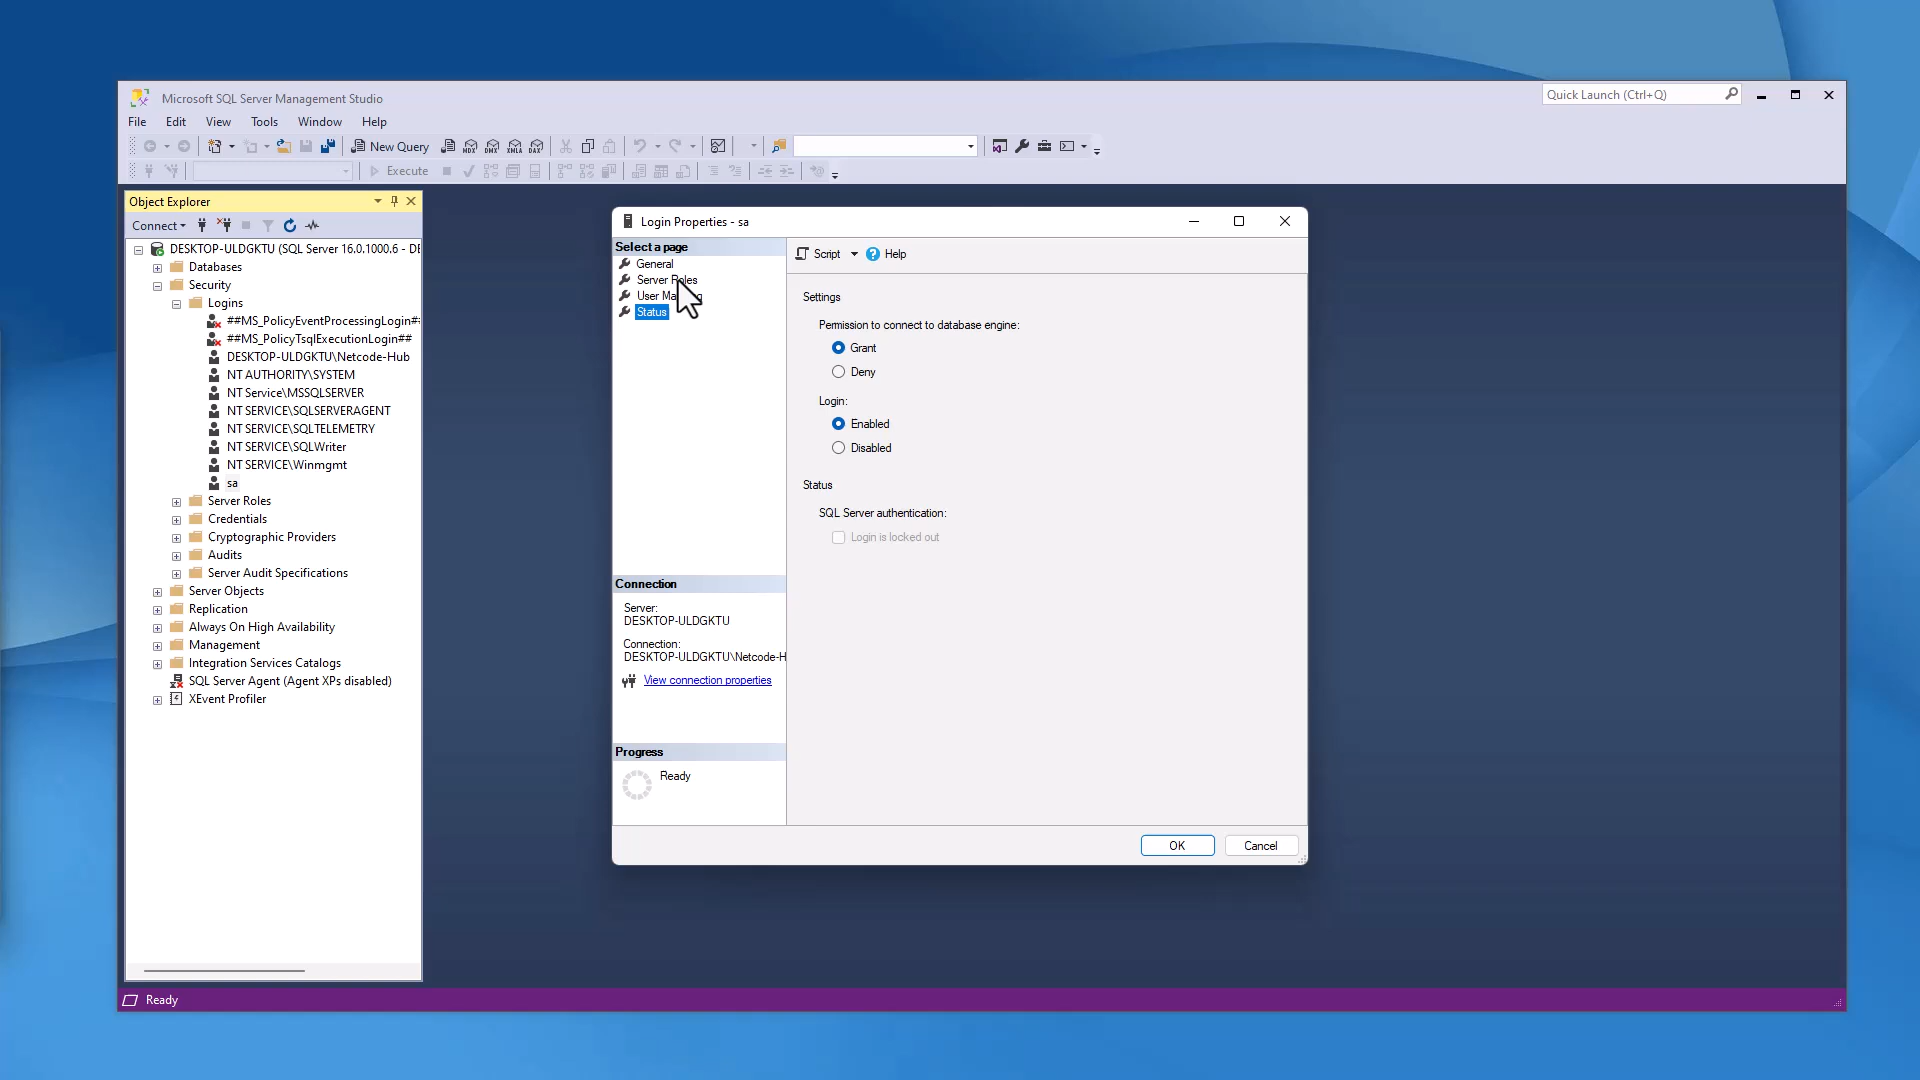 Microsoft SQL Server Management Studio
Quick Launch (Ctrl+Q)
File Edit View Tools Window Help
New Query MDX DMX XMLA DAX
Execute
Object Explorer
Connect
DESKTOP-ULDGKTU (SQL Server 16.0.1000.6 - DE
Databases
Security
Logins
##MS_PolicyEventProcessingLogin##
##MS_PolicyTsqlExecutionLogin##
DESKTOP-ULDGKTU\Netcode-Hub
NT AUTHORITY\SYSTEM
NT Service\MSSQLSERVER
NT SERVICE\SQLSERVERAGENT
NT SERVICE\SQLTELEMETRY
NT SERVICE\SQLWriter
NT SERVICE\Winmgmt
sa
Server Roles
Credentials
Cryptographic Providers
Audits
Server Audit Specifications
Server Objects
Replication
Always On High Availability
Management
Integration Services Catalogs
SQL Server Agent (Agent XPs disabled)
XEvent Profiler
Login Properties - sa
Select a page
General
Server Roles
User
Status
Connection
Server:
DESKTOP-ULDGKTU
Connection:
DESKTOP-ULDGKTU\Netcode-H
View connection properties
Progress
Ready
Script Help
Settings
Permission to connect to database engine:
Grant
Deny
Login:
Enabled
Disabled
Status
SQL Server authentication:
Login is locked out
OK Cancel
Ready